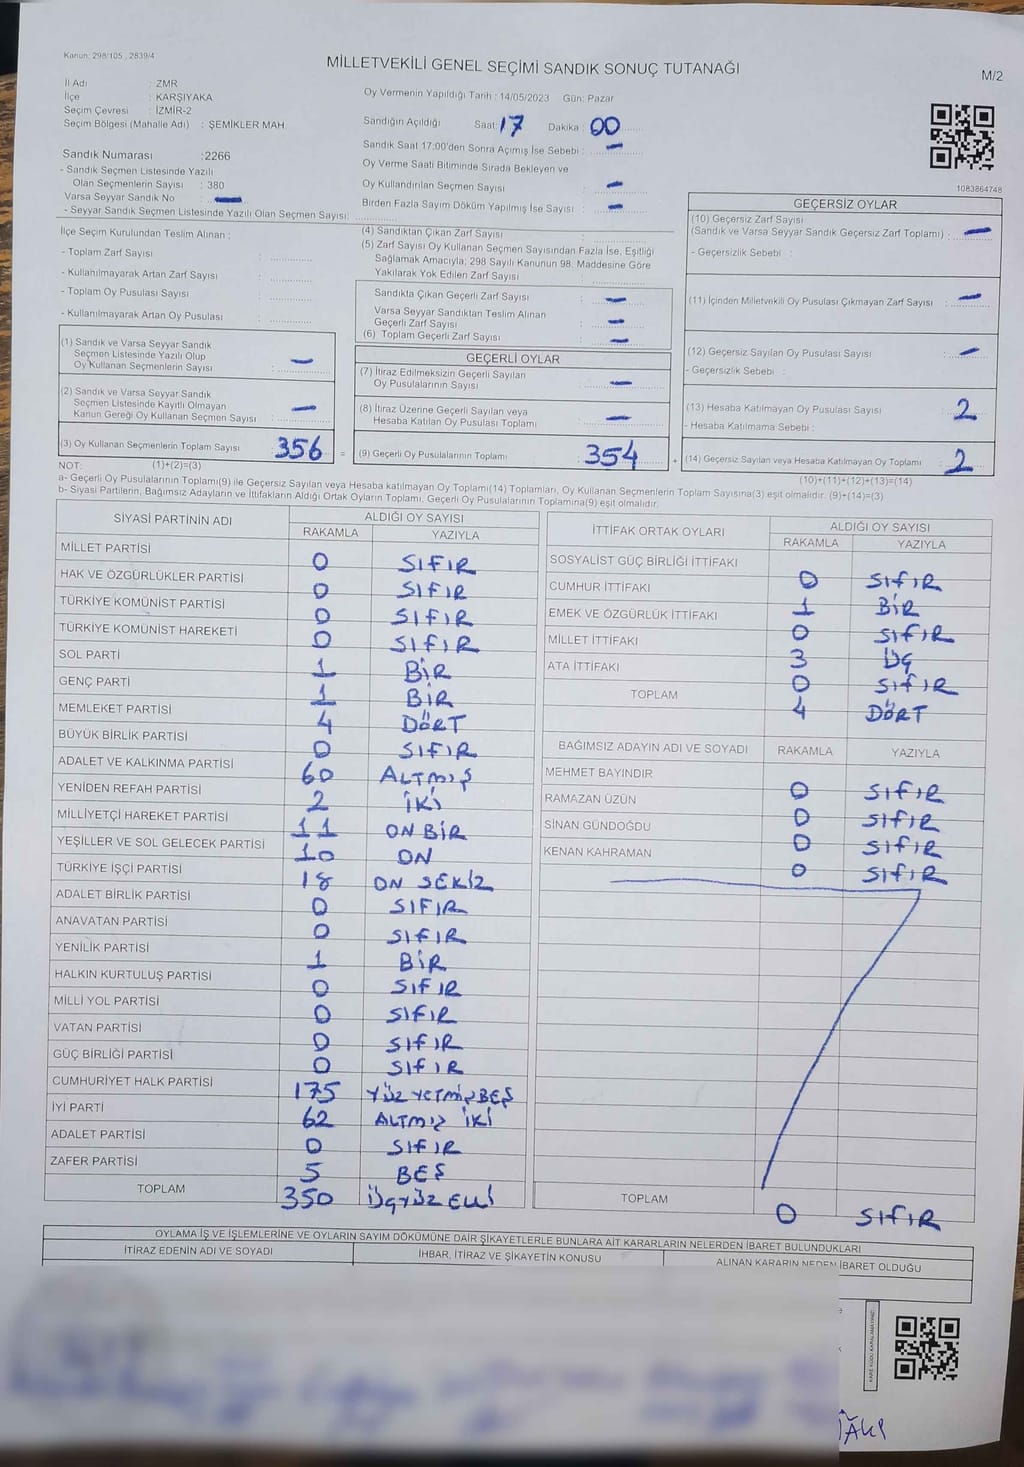 Kanun: 298/105 , 2839/4
MİLLETVEKİLİ GENEL SEÇİMİ SANDIK SONUÇ TUTANAĞI
M/2
İl Adı : ZMR
İlçe : KARŞIYAKA
Seçim Çevresi : İZMİR-2
Seçim Bölgesi (Mahalle Adı) : ŞEMİKLER MAH.
Sandık Numarası :2266
- Sandık Seçmen Listesinde Yazılı
Olan Seçmenlerin Sayısı : 380
Varsa Seyyar Sandık No : —
- Seyyar Sandık Seçmen Listesinde Yazılı Olan Seçmen Sayısı:
Oy Vermenin Yapıldığı Tarih : 14/05/2023 Gün: Pazar
Sandığın Açıldığı Saat: 17 Dakika : 00
Sandık Saat 17:00'den Sonra Açımış İse Sebebi : —
Oy Verme Saati Bitiminde Sırada Bekleyen ve
Oy Kullandırılan Seçmen Sayısı : —
Birden Fazla Sayım Döküm Yapılmış İse Sayısı : —
1083864748
İlçe Seçim Kurulundan Teslim Alınan ;
- Toplam Zarf Sayısı :
- Kullanılmayarak Artan Zarf Sayısı :
- Toplam Oy Pusulası Sayısı :
- Kullanılmayarak Artan Oy Pusulası :
(1) Sandık ve Varsa Seyyar Sandık
Seçmen Listesinde Yazılı Olup
Oy Kullanan Seçmenlerin Sayısı : —
(2) Sandık ve Varsa Seyyar Sandık
Seçmen Listesinde Kayıtlı Olmayan
Kanun Gereği Oy Kullanan Seçmen Sayısı : —
(3) Oy Kullanan Seçmenlerin Toplam Sayısı 356 =
(1)+(2)=(3)
(4) Sandıktan Çıkan Zarf Sayısı :
(5) Zarf Sayısı Oy Kullanan Seçmen Sayısından Fazla İse, Eşitliği
Sağlamak Amacıyla; 298 Sayılı Kanunun 98. Maddesine Göre
Yakılarak Yok Edilen Zarf Sayısı :
Sandıkta Çıkan Geçerli Zarf Sayısı : —
Varsa Seyyar Sandıktan Teslim Alınan
Geçerli Zarf Sayısı : —
(6) Toplam Geçerli Zarf Sayısı : —
GEÇERLİ OYLAR
(7) İtiraz Edilmeksizin Geçerli Sayılan
Oy Pusulalarının Sayısı : —
(8) İtiraz Üzerine Geçerli Sayılan veya
Hesaba Katılan Oy Pusulası Toplamı : —
(9) Geçerli Oy Pusulalarının Toplamı 354 +
GEÇERSİZ OYLAR
(10) Geçersiz Zarf Sayısı
(Sandık ve Varsa Seyyar Sandık Geçersiz Zarf Toplamı) : —
- Geçersizlik Sebebi :
(11) İçinden Milletvekili Oy Pusulası Çıkmayan Zarf Sayısı : —
(12) Geçersiz Sayılan Oy Pusulası Sayısı : —
- Geçersizlik Sebebi :
(13) Hesaba Katılmayan Oy Pusulası Sayısı : 2
- Hesaba Katılmama Sebebi :
(14) Geçersiz Sayılan veya Hesaba Katılmayan Oy Toplamı : 2
(10)+(11)+(12)+(13)=(14)
NOT:
a- Geçerli Oy Pusulalarının Toplamı(9) ile Geçersiz Sayılan veya Hesaba katılmayan Oy Toplamı(14) Toplamları, Oy Kullanan Seçmenlerin Toplam Sayısına(3) eşit olmalıdır. (9)+(14)=(3)
b- Siyasi Partilerin, Bağımsız Adayların ve İttifakların Aldığı Ortak Oyların Toplamı, Geçerli Oy Pusulalarının Toplamına(9) eşit olmalıdır.
SİYASİ PARTİNİN ADI ALDIĞI OY SAYISI
RAKAMLA YAZIYLA
MİLLET PARTİSİ 0 SIFIR
HAK VE ÖZGÜRLÜKLER PARTİSİ 0 SIFIR
TÜRKİYE KOMÜNİST PARTİSİ 0 SIFIR
TÜRKİYE KOMÜNİST HAREKETİ 0 SIFIR
SOL PARTİ 1 BİR
GENÇ PARTİ 1 BİR
MEMLEKET PARTİSİ 4 DÖRT
BÜYÜK BİRLİK PARTİSİ 0 SIFIR
ADALET VE KALKINMA PARTİSİ 60 ALTMIŞ
YENİDEN REFAH PARTİSİ 2 İKİ
MİLLİYETÇİ HAREKET PARTİSİ 11 ON BİR
YEŞİLLER VE SOL GELECEK PARTİSİ 10 ON
TÜRKİYE İŞÇİ PARTİSİ 18 ON SEKİZ
ADALET BİRLİK PARTİSİ 0 SIFIR
ANAVATAN PARTİSİ 0 SIFIR
YENİLİK PARTİSİ 1 BİR
HALKIN KURTULUŞ PARTİSİ 0 SIFIR
MİLLİ YOL PARTİSİ 0 SIFIR
VATAN PARTİSİ 0 SIFIR
GÜÇ BİRLİĞİ PARTİSİ 0 SIFIR
CUMHURİYET HALK PARTİSİ 175 YÜZ YETMİŞBEŞ
İYİ PARTİ 62 ALTMIŞ İKİ
ADALET PARTİSİ 0 SIFIR
ZAFER PARTİSİ 5 BEŞ
TOPLAM 350 ÜÇYÜZELLİ
İTTİFAK ORTAK OYLARI ALDIĞI OY SAYISI
RAKAMLA YAZIYLA
SOSYALİST GÜÇ BİRLİĞİ İTTİFAKI 0 SIFIR
CUMHUR İTTİFAKI 1 BİR
EMEK VE ÖZGÜRLÜK İTTİFAKI 0 SIFIR
MİLLET İTTİFAKI 3 ÜÇ
ATA İTTİFAKI 0 SIFIR
TOPLAM 4 DÖRT
BAĞIMSIZ ADAYIN ADI VE SOYADI RAKAMLA YAZIYLA
MEHMET BAYINDIR 0 SIFIR
RAMAZAN ÜZÜN 0 SIFIR
SİNAN GÜNDOĞDU 0 SIFIR
KENAN KAHRAMAN 0 SIFIR
TOPLAM 0 SIFIR
OYLAMA İŞ VE İŞLEMLERİNE VE OYLARIN SAYIM DÖKÜMÜNE DAİR ŞİKAYETLERLE BUNLARA AİT KARARLARIN NELERDEN İBARET BULUNDUKLARI
İTİRAZ EDENİN ADI VE SOYADI İHBAR, İTİRAZ VE ŞİKAYETİN KONUSU ALINAN KARARIN NEDEN İBARET OLDUĞU
KARE KODU KARALAMAYINIZ!